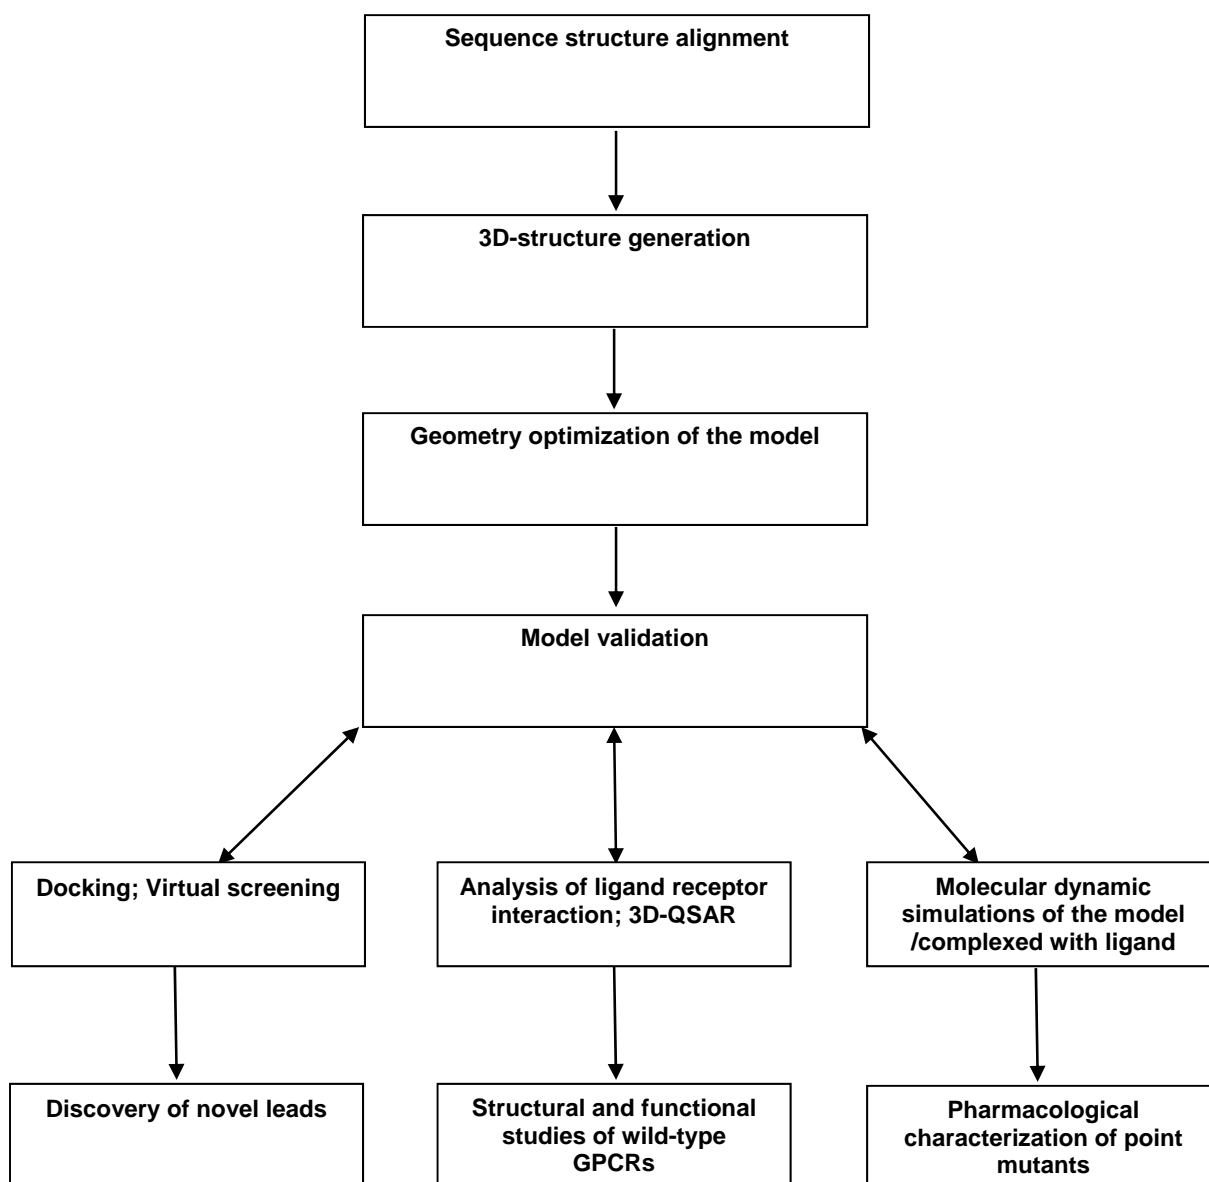 Sequence structure alignment
3D-structure generation
Geometry optimization of the model
Model validation
Docking; Virtual screening
Analysis of ligand receptor
interaction; 3D-QSAR
Molecular dynamic
simulations of the model
/complexed with ligand
Discovery of novel leads
Structural and functional
studies of wild-type
GPCRs
Pharmacological
characterization of point
mutants